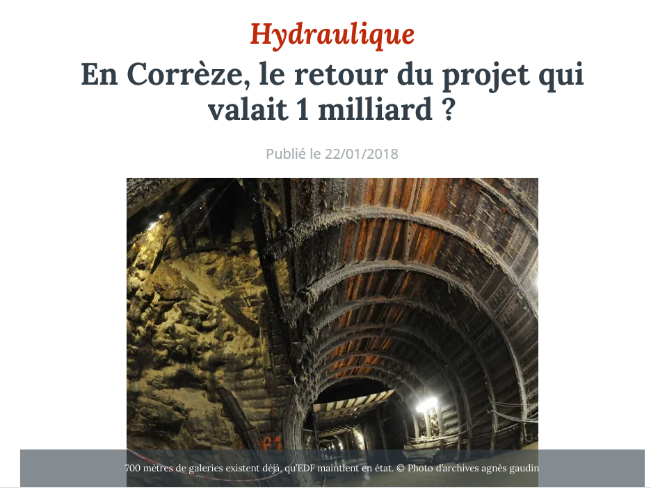 Hydraulique
En Corrèze, le retour du projet qui
valait 1 milliard ?
Publié le 22/01/2018
700 mètres de galeries existent déjà, qu'EDF maintient en état. © Photo d'archives agnès gaudin